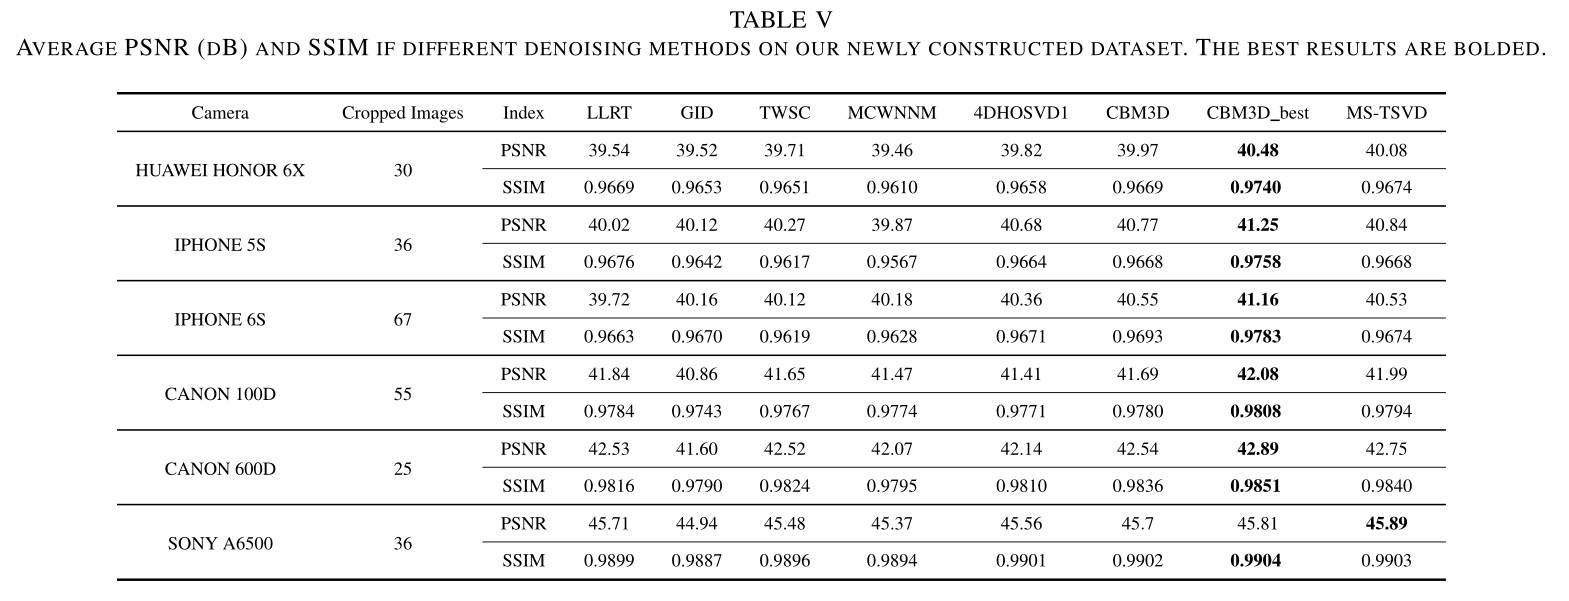 TABLE V
AVERAGE PSNR (DB) AND SSIM IF DIFFERENT DENOISING METHODS ON OUR NEWLY CONSTRUCTED DATASET. THE BEST RESULTS ARE BOLDED.
Camera Cropped Images Index LLRT GID TWSC MCWNNM 4DHOSVD1 CBM3D CBM3D_best MS-TSVD
HUAWEI HONOR 6X 30 PSNR 39.54 39.52 39.71 39.46 39.82 39.97 40.48 40.08
SSIM 0.9669 0.9653 0.9651 0.9610 0.9658 0.9669 0.9740 0.9674
IPHONE 5S 36 PSNR 40.02 40.12 40.27 39.87 40.68 40.77 41.25 40.84
SSIM 0.9676 0.9642 0.9617 0.9567 0.9664 0.9668 0.9758 0.9668
IPHONE 6S 67 PSNR 39.72 40.16 40.12 40.18 40.36 40.55 41.16 40.53
SSIM 0.9663 0.9670 0.9619 0.9628 0.9671 0.9693 0.9783 0.9674
CANON 100D 55 PSNR 41.84 40.86 41.65 41.47 41.41 41.69 42.08 41.99
SSIM 0.9784 0.9743 0.9767 0.9774 0.9771 0.9780 0.9808 0.9794
CANON 600D 25 PSNR 42.53 41.60 42.52 42.07 42.14 42.54 42.89 42.75
SSIM 0.9816 0.9790 0.9824 0.9795 0.9810 0.9836 0.9851 0.9840
SONY A6500 36 PSNR 45.71 44.94 45.48 45.37 45.56 45.7 45.81 45.89
SSIM 0.9899 0.9887 0.9896 0.9894 0.9901 0.9902 0.9904 0.9903